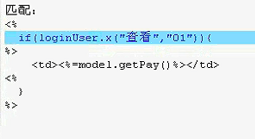 匹配：
<%
if(loginUser.x("查看","01")){
%>
<td><%=model.getPay()%></td>
<%
}
%>